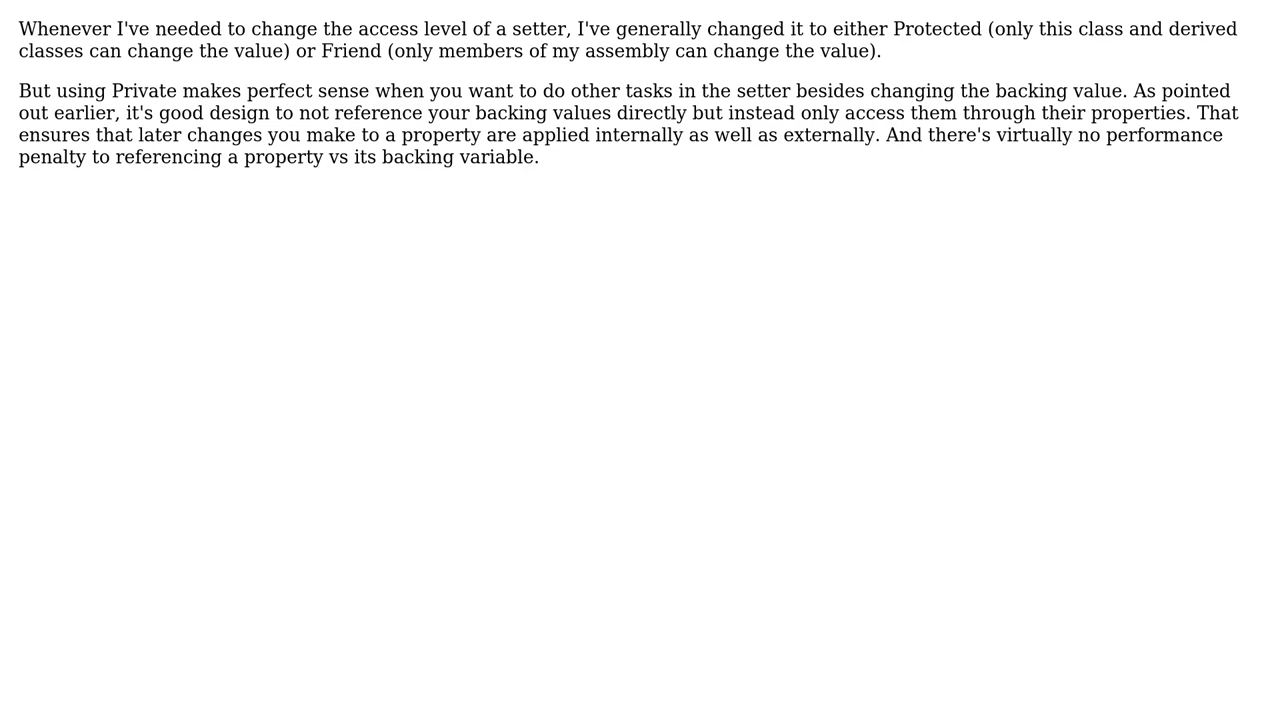 Whenever I've needed to change the access level of a setter, I've generally changed it to either Protected (only this class and derived
classes can change the value) or Friend (only members of my assembly can change the value).
But using Private makes perfect sense when you want to do other tasks in the setter besides changing the backing value. As pointed
out earlier, it's good design to not reference your backing values directly but instead only access them through their properties. That
ensures that later changes you make to a property are applied internally as well as externally. And there's virtually no performance
penalty to referencing a property vs its backing variable.